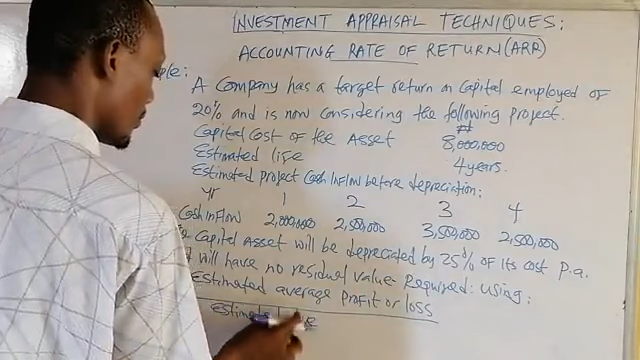 INVESTMENT APPRAISAL TECHNIQUES:
ACCOUNTING RATE OF RETURN (ARR)
ple:
A Company has a target return on Capital employed of
20% and is now considering the following project.
Capital cost of the Asset 8,000,000
Estimated life 4 years.
Estimated project Cash Inflow before depreciation:
yr 1 2 3 4
Cash inflow 2,000,000 2,500,000 3,500,000 2,500,000
Capital Asset will be depreciated by 25% of its cost p.a.
will have no residual value Required: using:
Estimated average Profit or loss